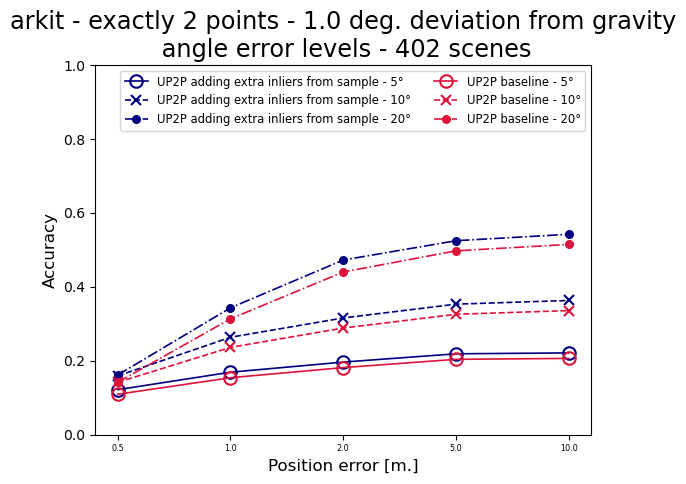 arkit - exactly 2 points - 1.0 deg. deviation from gravity
angle error levels - 402 scenes
UP2P adding extra inliers from sample - 5°
UP2P adding extra inliers from sample - 10°
UP2P adding extra inliers from sample - 20°
UP2P baseline - 5°
UP2P baseline - 10°
UP2P baseline - 20°
1.0
0.8
0.6
0.4
0.2
0.0
Accuracy
0.5 1.0 2.0 5.0 10.0
Position error [m.]